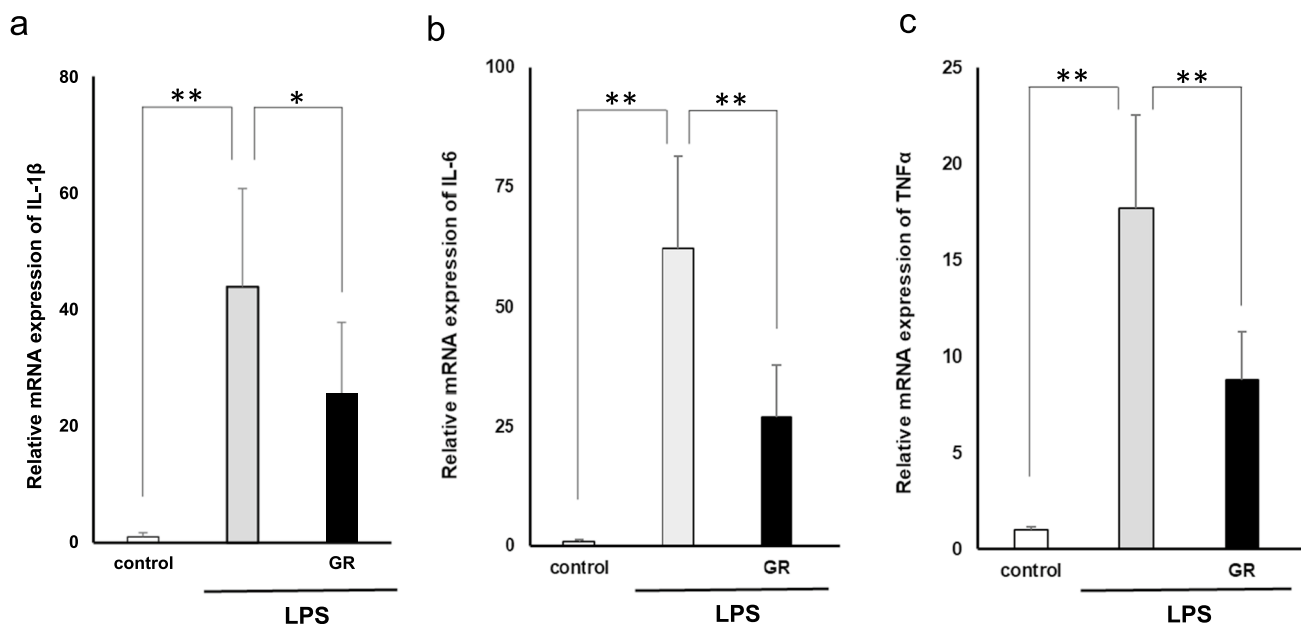 a
Relative mRNA expression of IL-1β
80
60
40
20
0
**
*
control
GR
LPS
b
Relative mRNA expression of IL-6
100
75
50
25
0
**
**
control
GR
LPS
c
Relative mRNA expression of TNFα
25
20
15
10
5
0
**
**
control
GR
LPS